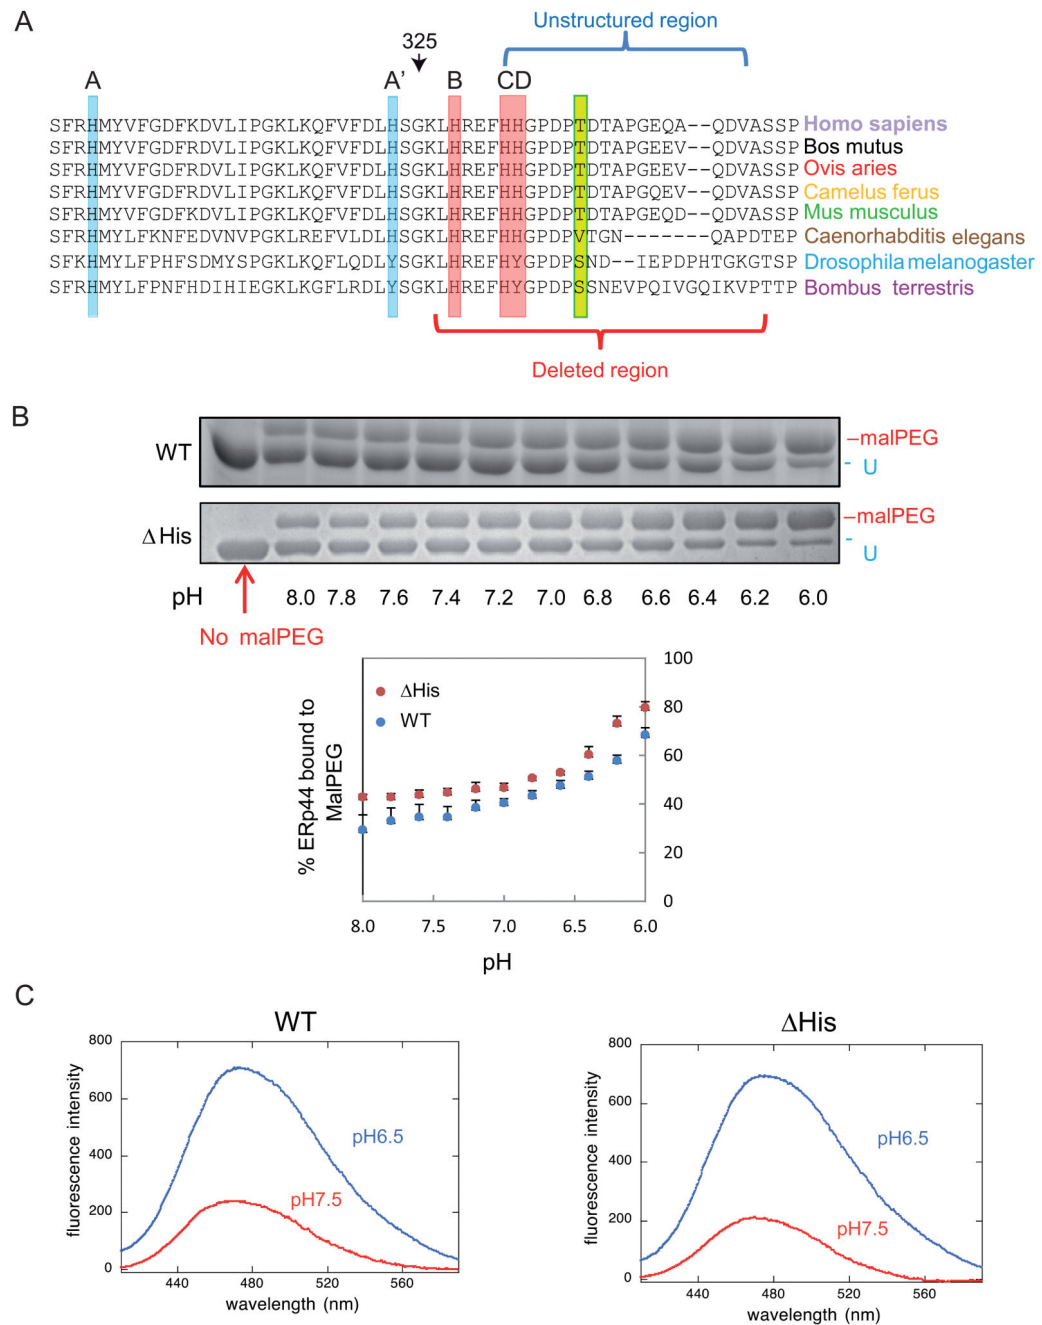 A
Unstructured region
325
A A' B CD
SFRHMYVFGDFKDVLIPGKLKQFVFDLHSGKLHREFHHGPDPTDTAPGEQA--QDVASSP Homo sapiens
SFRHMYVFGDFRDVLIPGKLKQFVFDLHSGKLHREFHHGPDPTDTAPGEEV--QDVASSP Bos mutus
SFRHMYVFGDFRDVLIPGKLKQFVFDLHSGKLHREFHHGPDPTDTAPGEEV--QDVASSP Ovis aries
SFRHMYVFGDFRDVLIPGKLKQFVFDLHSGKLHREFHHGPDPTDTAPGQEV--QDVASSP Camelus ferus
SFRHMYVFGDFKDVLIPGKLKQFVFDLHSGKLHREFHHGPDPTDTAPGEQD--QDVASSP Mus musculus
SFRHMYLFKNFEDVNVPGKLREFVLDLHSGKLHREFHHGPDPVTGN-------QAPDTEP Caenorhabditis elegans
SFKHMYLFPHFSDMYSPGKLKQFLQDLYSGKLHREFHYGPDPSND--IEPDPHTGKGTSP Drosophila melanogaster
SFRHMYLFPNFHDIHIEGKLKGFLRDLYSGKLHREFHYGPDPSSNEVPQIVGQIKVPTTP Bombus terrestris
Deleted region
B
WT
–malPEG
- U
ΔHis
–malPEG
- U
pH 8.0 7.8 7.6 7.4 7.2 7.0 6.8 6.6 6.4 6.2 6.0
No malPEG
% ERp44 bound to
MalPEG
ΔHis
WT
100
80
60
40
20
0
8.0 7.5 7.0 6.5 6.0
pH
C
WT
fluorescence intensity
800
600
400
200
0
pH6.5
pH7.5
440 480 520 560
wavelength (nm)
ΔHis
fluorescence intensity
800
600
400
200
0
pH6.5
pH7.5
440 480 520 560
wavelength (nm)